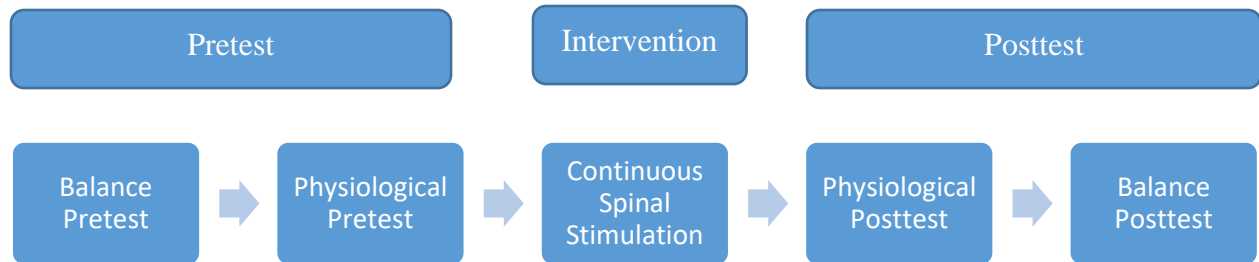 Pretest
Intervention
Posttest
Balance
Pretest
Physiological
Pretest
Continuous
Spinal
Stimulation
Physiological
Posttest
Balance
Posttest